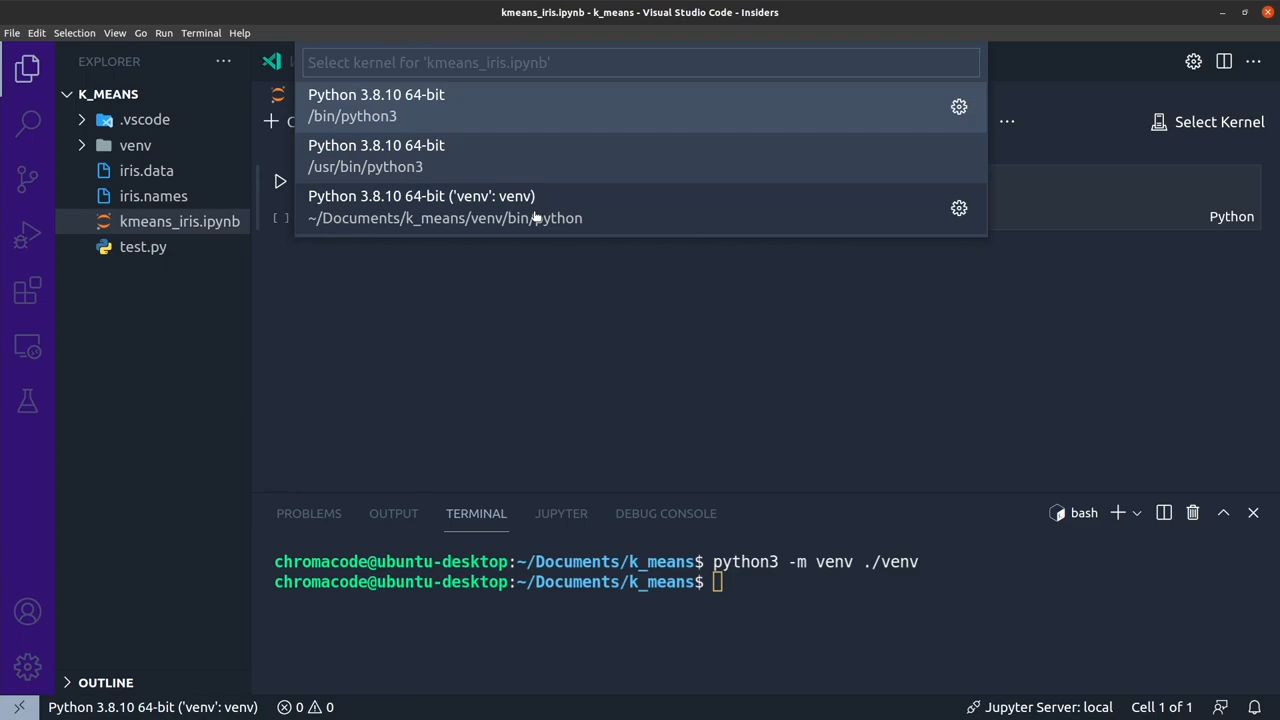 kmeans_iris.ipynb - k_means - Visual Studio Code - Insiders
File Edit Selection View Go Run Terminal Help
EXPLORER
Select kernel for 'kmeans_iris.ipynb'
K_MEANS
Python 3.8.10 64-bit
/bin/python3
.vscode
Select Kernel
venv
Python 3.8.10 64-bit
/usr/bin/python3
iris.data
iris.names
Python 3.8.10 64-bit ('venv': venv)
~/Documents/k_means/venv/bin/python
[ ]
Python
kmeans_iris.ipynb
test.py
PROBLEMS OUTPUT TERMINAL JUPYTER DEBUG CONSOLE
bash
chromacode@ubuntu-desktop:~/Documents/k_means$ python3 -m venv ./venv
chromacode@ubuntu-desktop:~/Documents/k_means$
OUTLINE
Python 3.8.10 64-bit ('venv': venv) 0 0 Jupyter Server: local Cell 1 of 1